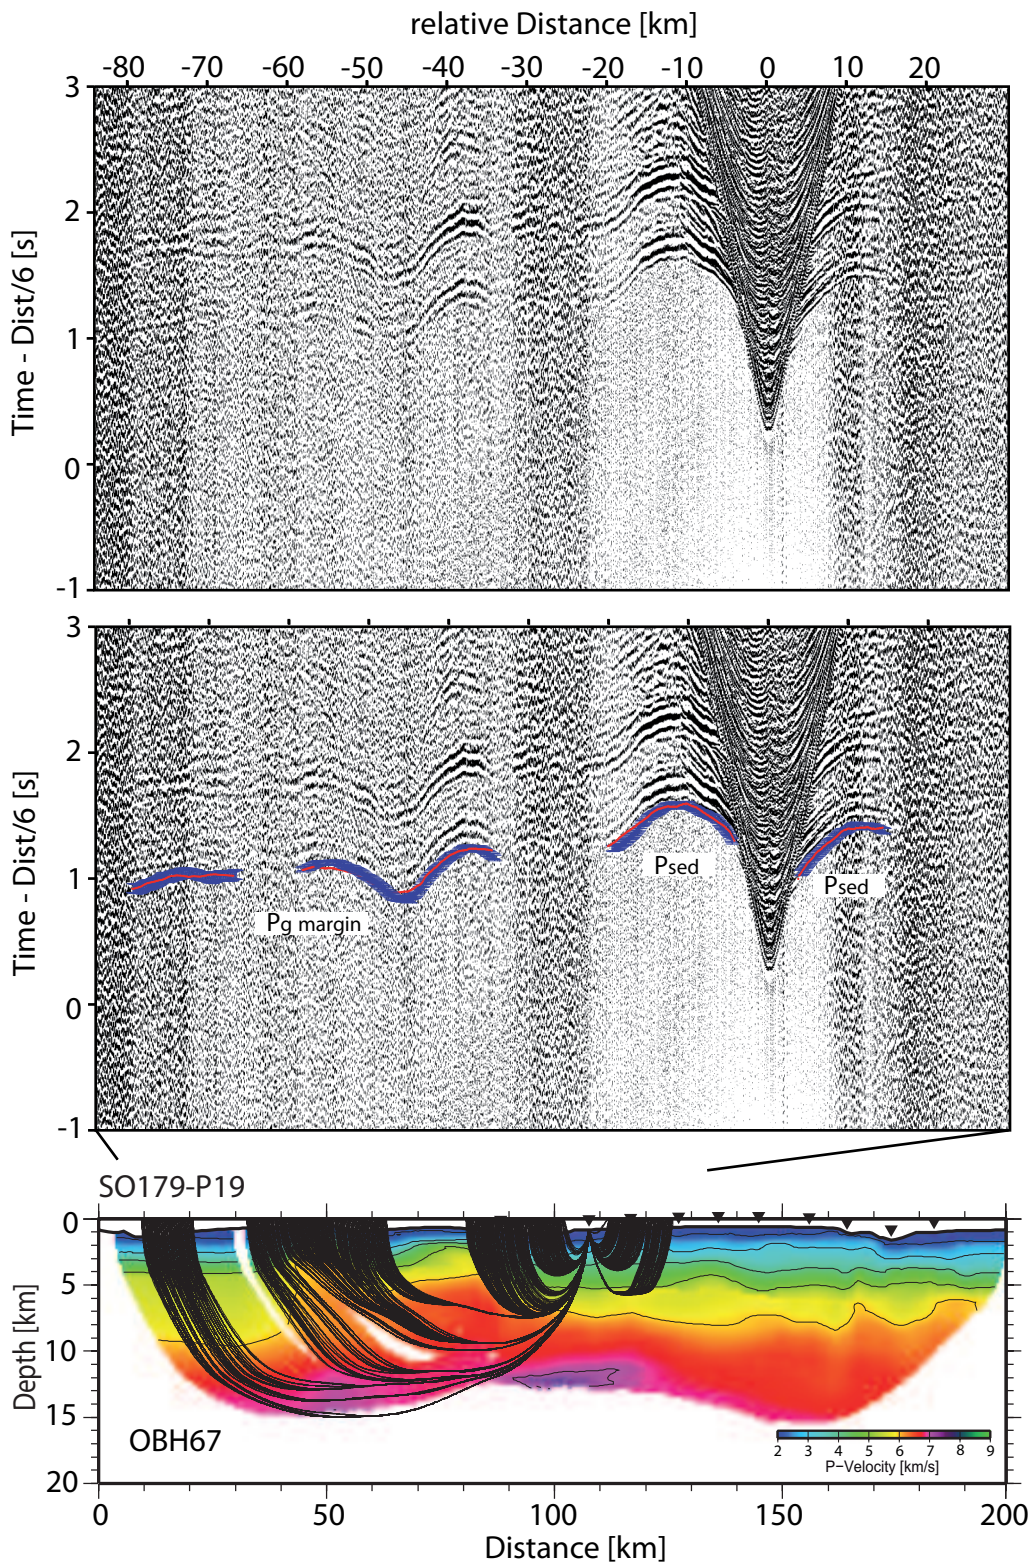 relative Distance [km]
-80 -70 -60 -50 -40 -30 -20 -10 0 10 20
3
2
1
0
-1
Time - Dist/6 [s]
3
2
1
0
-1
Time - Dist/6 [s]
Psed
Psed
Pg margin
SO179-P19
0
5
10
15
20
Depth [km]
OBH67
2 3 4 5 6 7 8 9
P-Velocity [km/s]
0 50 100 150 200
Distance [km]